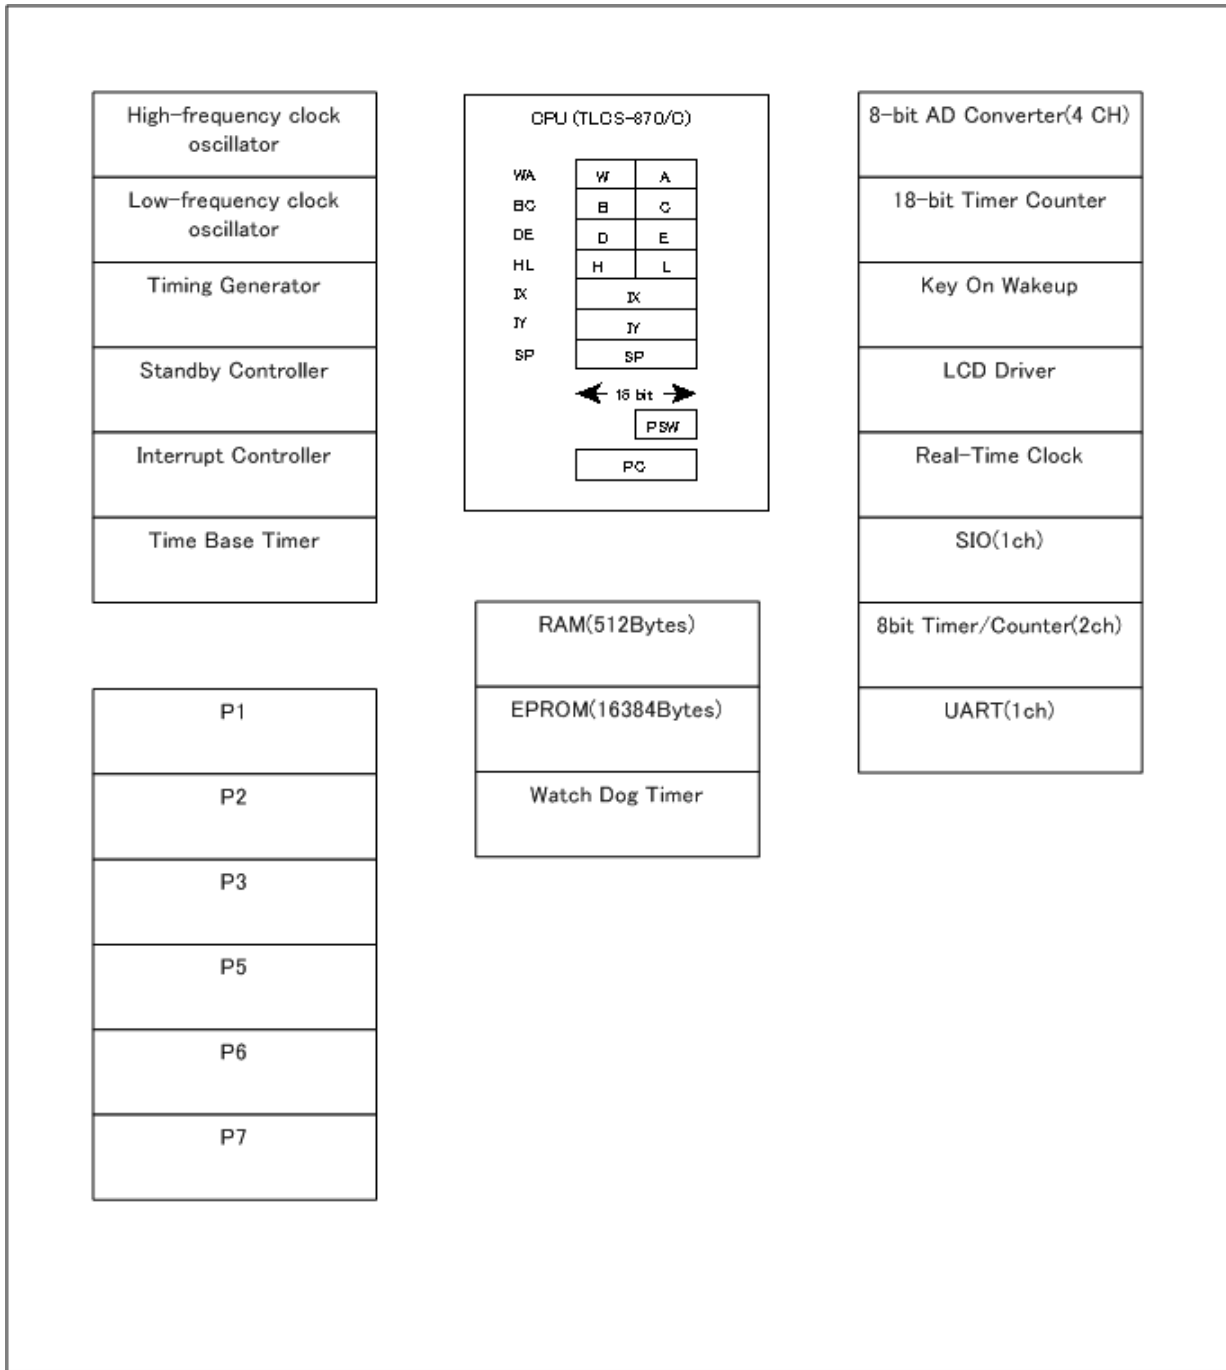 High-frequency clock
oscillator
Low-frequency clock
oscillator
Timing Generator
Standby Controller
Interrupt Controller
Time Base Timer
P1
P2
P3
P5
P6
P7
CPU (TLCS-870/C)
WA W A
BC B C
DE D E
HL H L
IX IX
IY IY
SP SP
16 bit
PSW
PC
RAM(512Bytes)
EPROM(16384Bytes)
Watch Dog Timer
8-bit AD Converter(4 CH)
18-bit Timer Counter
Key On Wakeup
LCD Driver
Real-Time Clock
SIO(1ch)
8bit Timer/Counter(2ch)
UART(1ch)